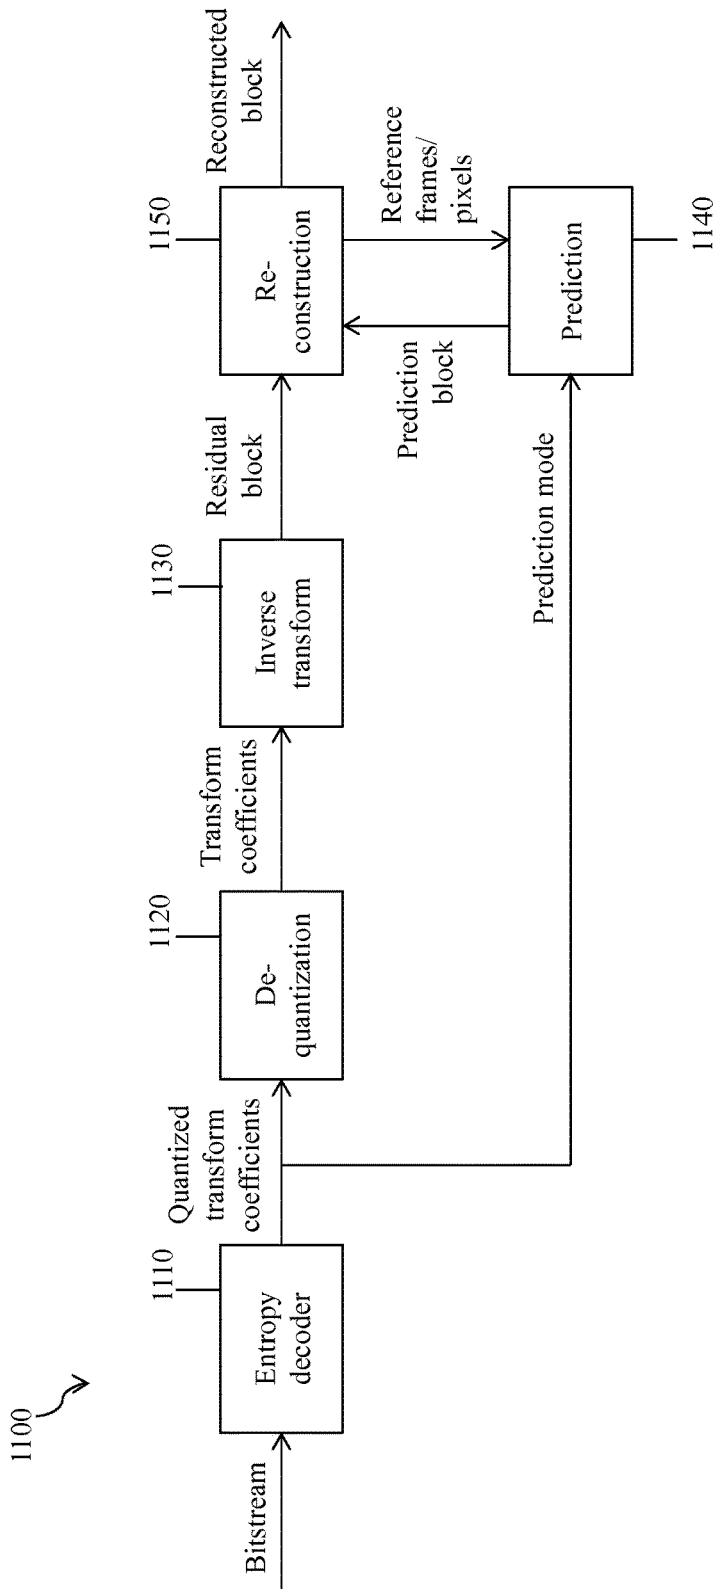 1100
Bitstream
1110
Entropy
decoder
Quantized
transform
coefficients
1120
De-
quantization
Transform
coefficients
1130
Inverse
transform
Residual
block
1150
Re-
construction
Reconstructed
block
Prediction
block
Reference
frames/
pixels
Prediction mode
Prediction
1140